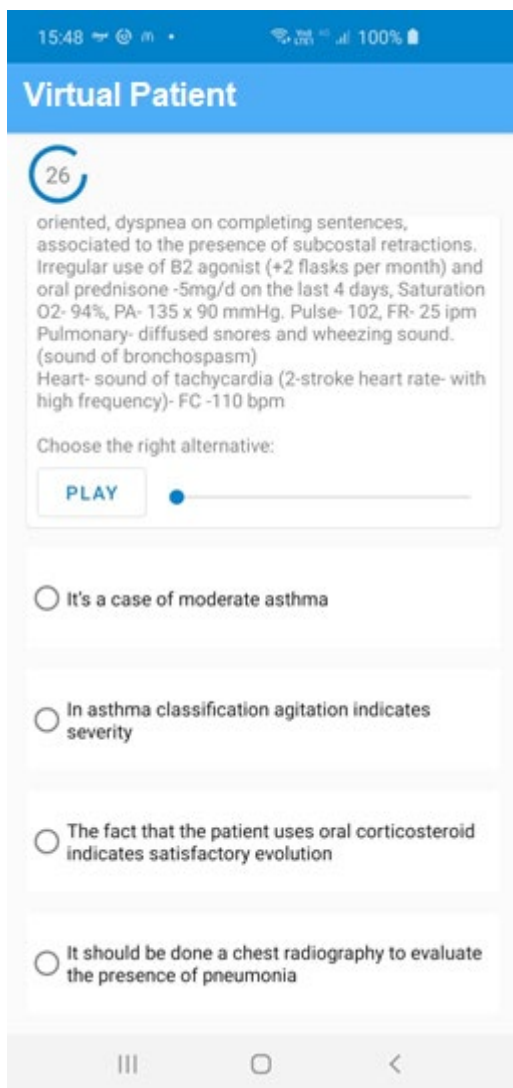 15:48 100%
Virtual Patient
26
oriented, dyspnea on completing sentences,
associated to the presence of subcostal retractions.
Irregular use of B2 agonist (+2 flasks per month) and
oral prednisone -5mg/d on the last 4 days, Saturation
O2- 94%, PA- 135 x 90 mmHg. Pulse- 102, FR- 25 ipm
Pulmonary- diffused snores and wheezing sound.
(sound of bronchospasm)
Heart- sound of tachycardia (2-stroke heart rate- with
high frequency)- FC -110 bpm
Choose the right alternative:
PLAY
It's a case of moderate asthma
In asthma classification agitation indicates
severity
The fact that the patient uses oral corticosteroid
indicates satisfactory evolution
It should be done a chest radiography to evaluate
the presence of pneumonia